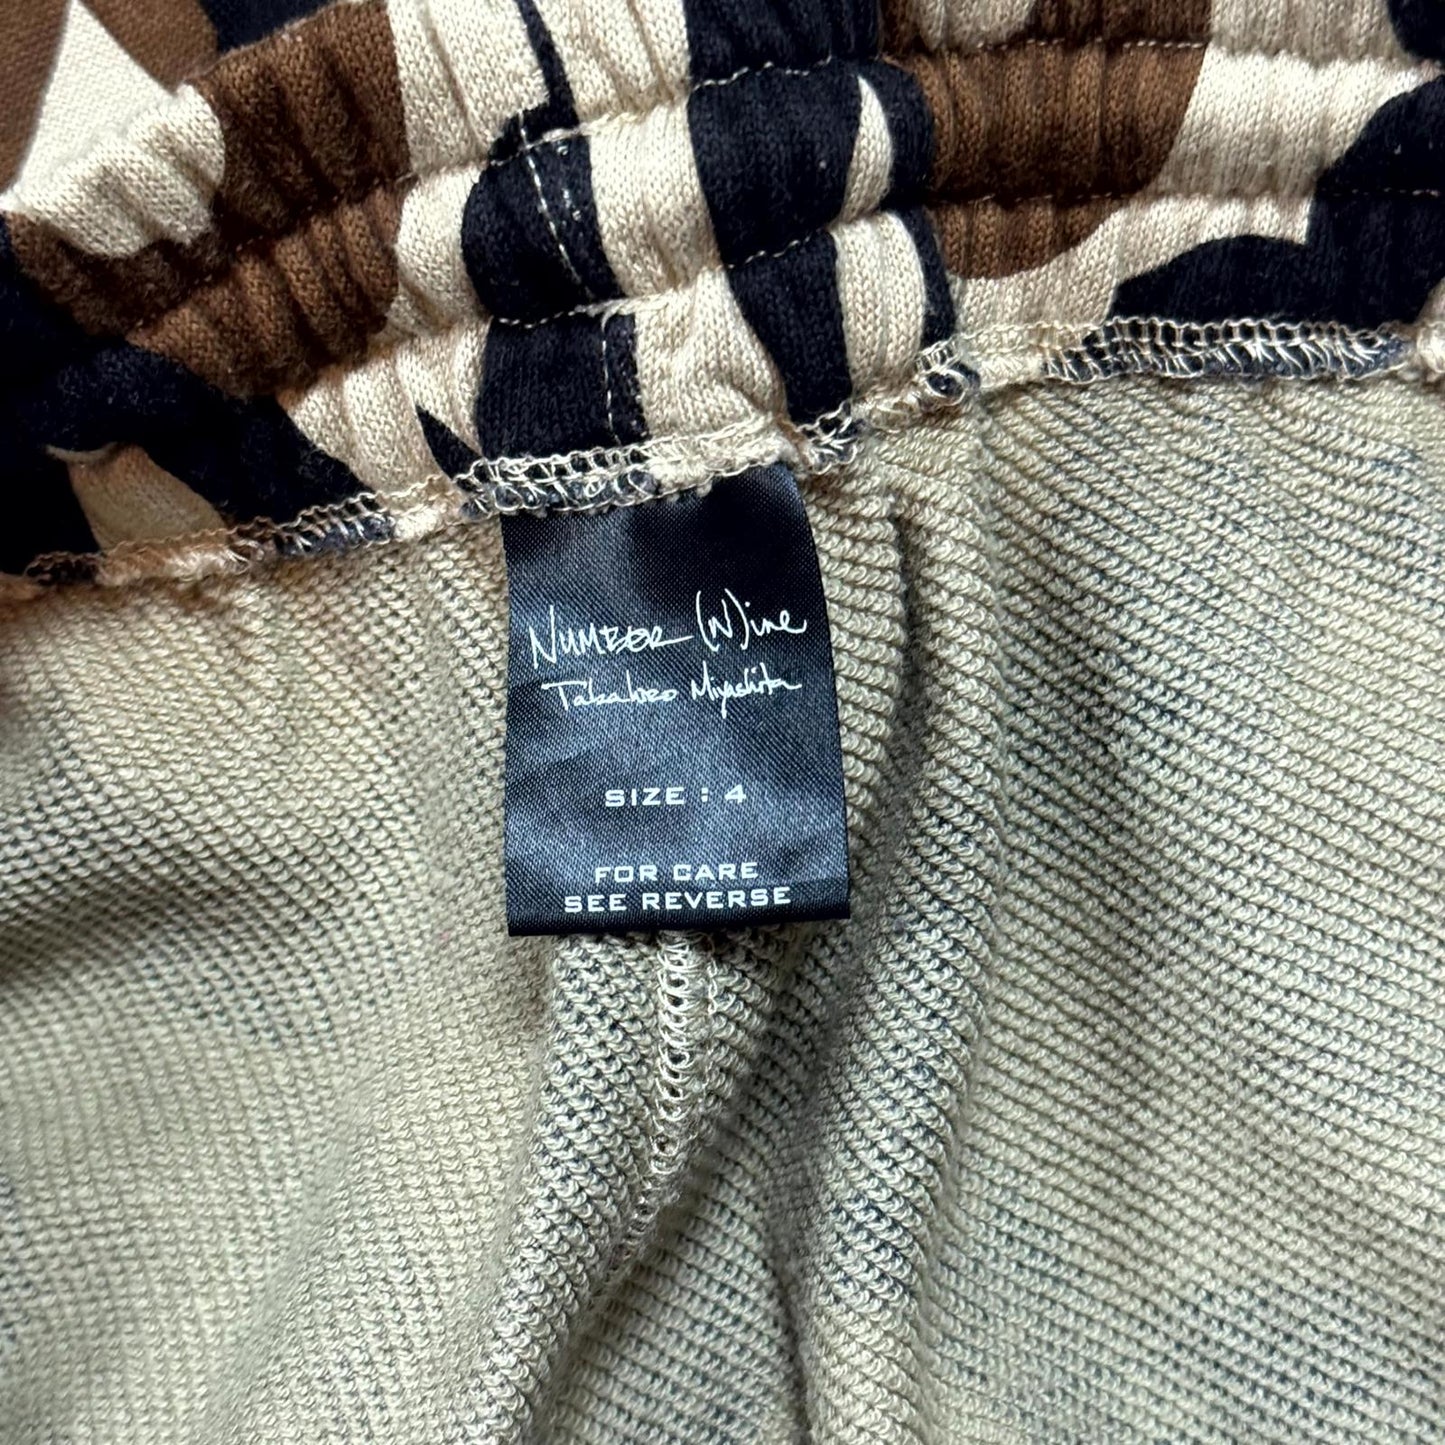 NUMBER (N)ine
Takahiro Miyashita
SIZE : 4
FOR CARE
SEE REVERSE